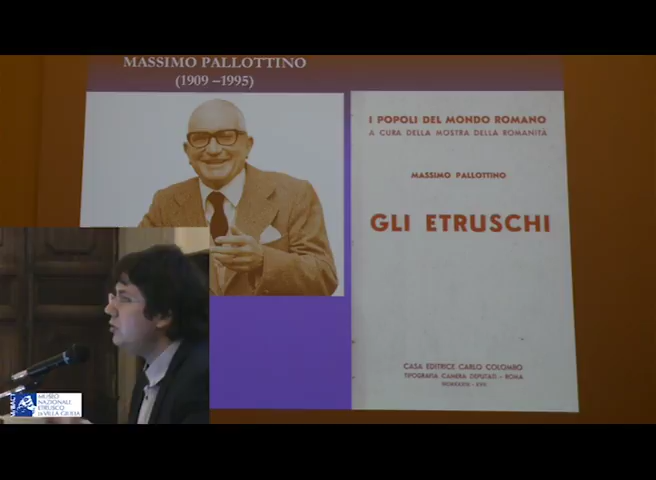 MASSIMO PALLOTTINO
(1909 –1995)
I POPOLI DEL MONDO ROMANO
A CURA DELLA MOSTRA DELLA ROMANITÀ
MASSIMO PALLOTTINO
GLI ETRUSCHI
CASA EDITRICE CARLO COLOMBO
TIPOGRAFIA CAMERA DEPUTATI - ROMA
MUSEO
NAZIONALE
ETRUSCO
DI VILLA GIULIA